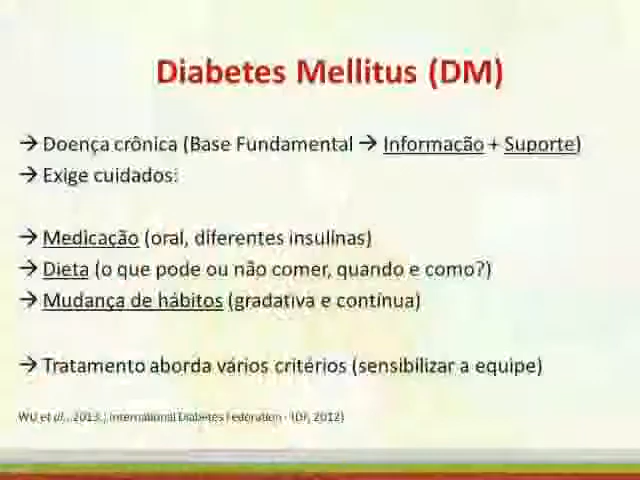 Diabetes Mellitus (DM)
→ Doença crônica (Base Fundamental → Informação + Suporte)
→ Exige cuidados:
→ Medicação (oral, diferentes insulinas)
→ Dieta (o que pode ou não comer, quando e como?)
→ Mudança de hábitos (gradativa e contínua)
→ Tratamento aborda vários critérios (sensibilizar a equipe)
WU et al., 2013.; International Diabetes Federation - IDF, 2012)